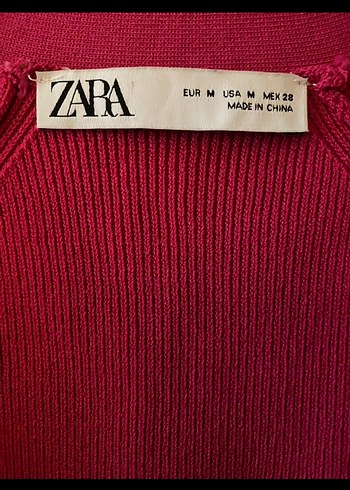 ZARA
EUR M USA M MEX 28
MADE IN CHINA